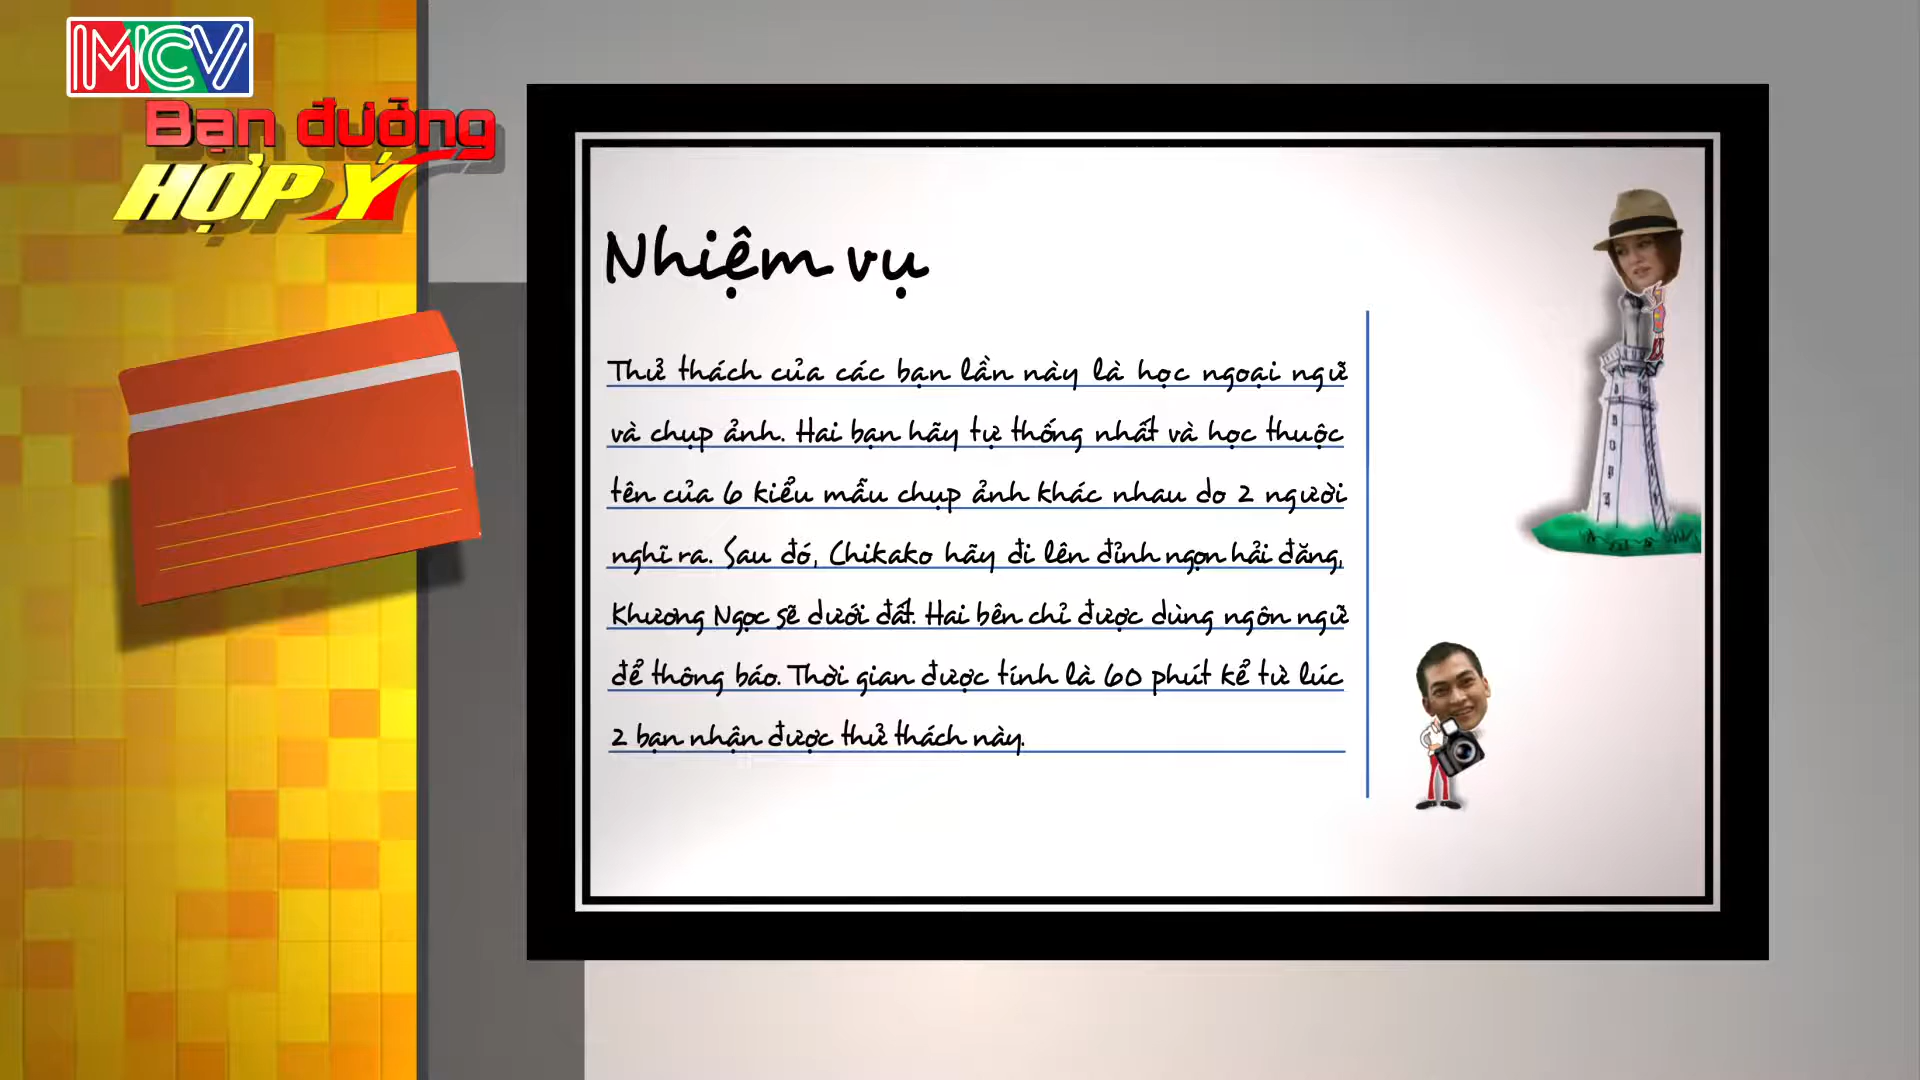 MCV
Bạn đường
HỢP Ý
Nhiệm vụ
Thử thách của các bạn lần này là học ngoại ngữ
và chụp ảnh. Hai bạn hãy tự thống nhất và học thuộc
tên của 6 kiểu mẫu chụp ảnh khác nhau do 2 người
nghĩ ra. Sau đó, Chikako hãy đi lên đỉnh ngọn hải đăng,
Khương Ngọc sẽ dưới đất. Hai bên chỉ được dùng ngôn ngữ
để thông báo. Thời gian được tính là 60 phút kể từ lúc
2 bạn nhận được thử thách này.